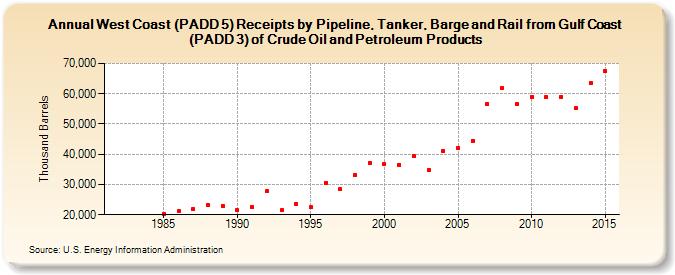 Annual West Coast (PADD 5) Receipts by Pipeline, Tanker, Barge and Rail from Gulf Coast
(PADD 3) of Crude Oil and Petroleum Products
Thousand Barrels
70,000
60,000
50,000
40,000
30,000
20,000
1985 1990 1995 2000 2005 2010 2015
Source: U.S. Energy Information Administration